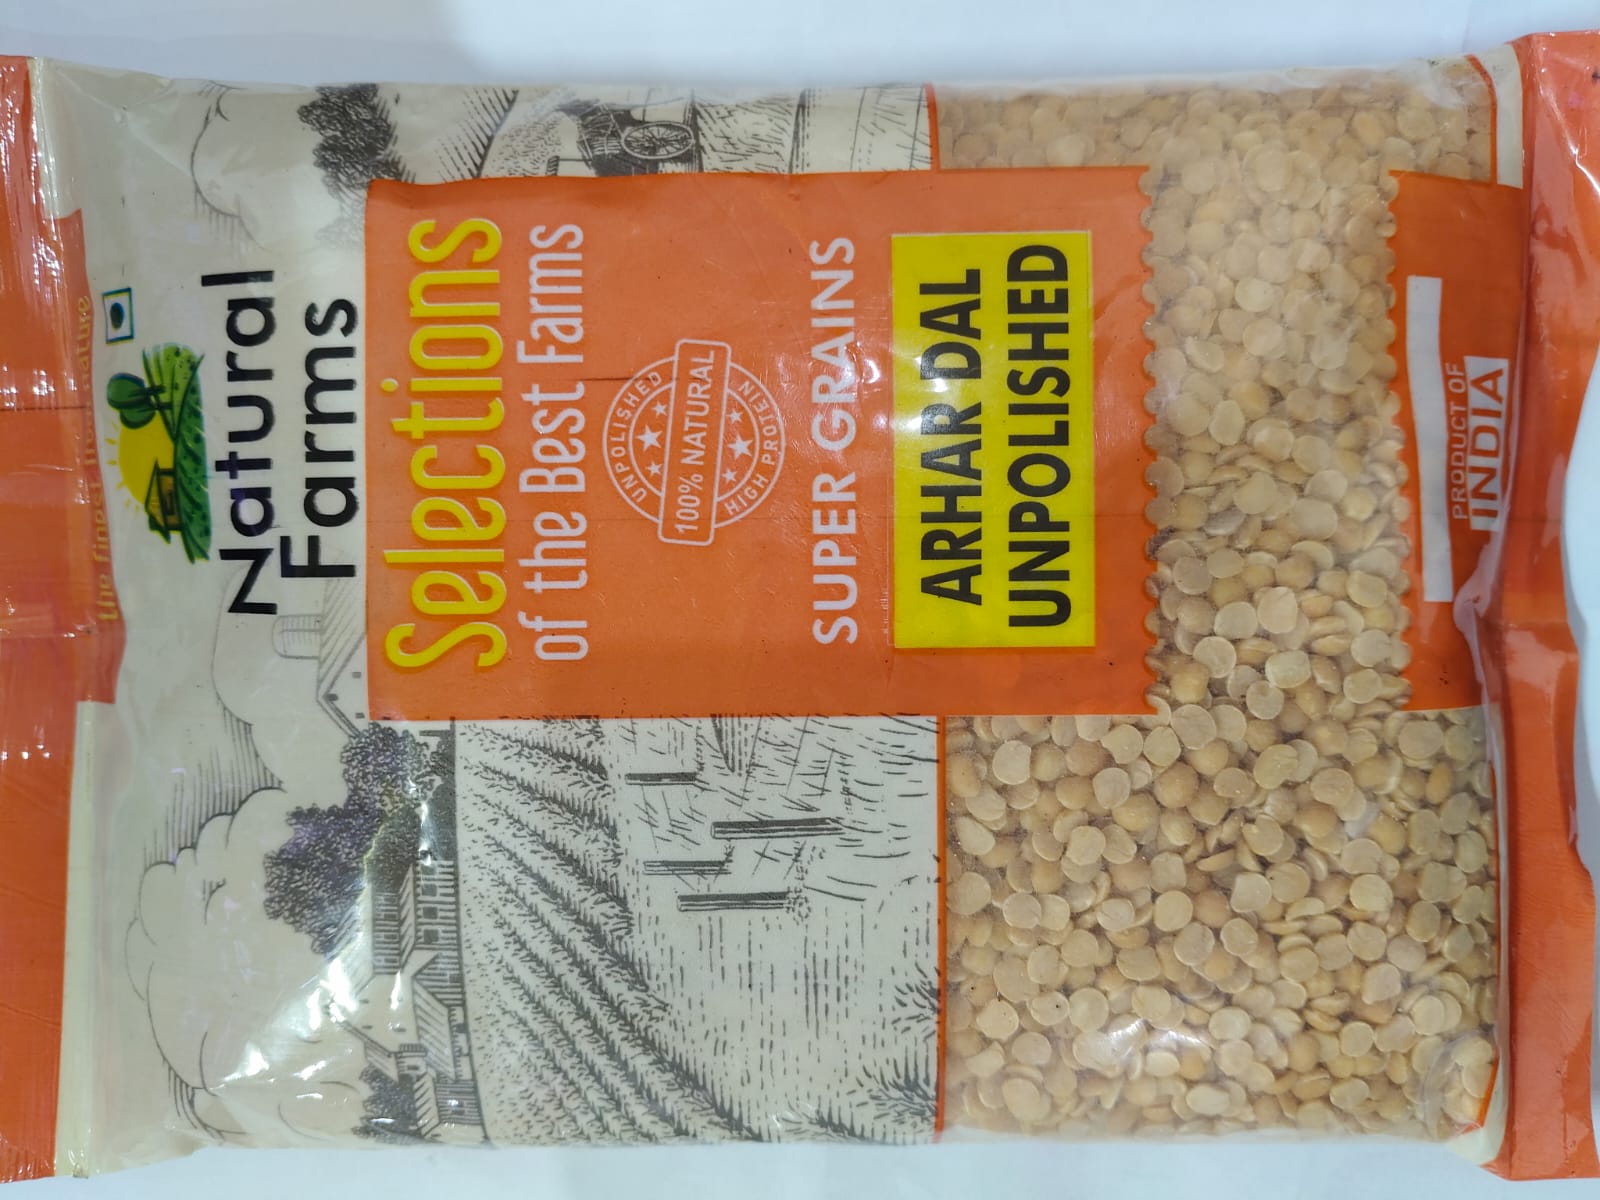 the finest from nature
Natural
Farms
Selections
of the Best Farms
UNPOLISHED
100% NATURAL
HIGH PROTEIN
SUPER GRAINS
ARHAR DAL
UNPOLISHED
PRODUCT OF
INDIA